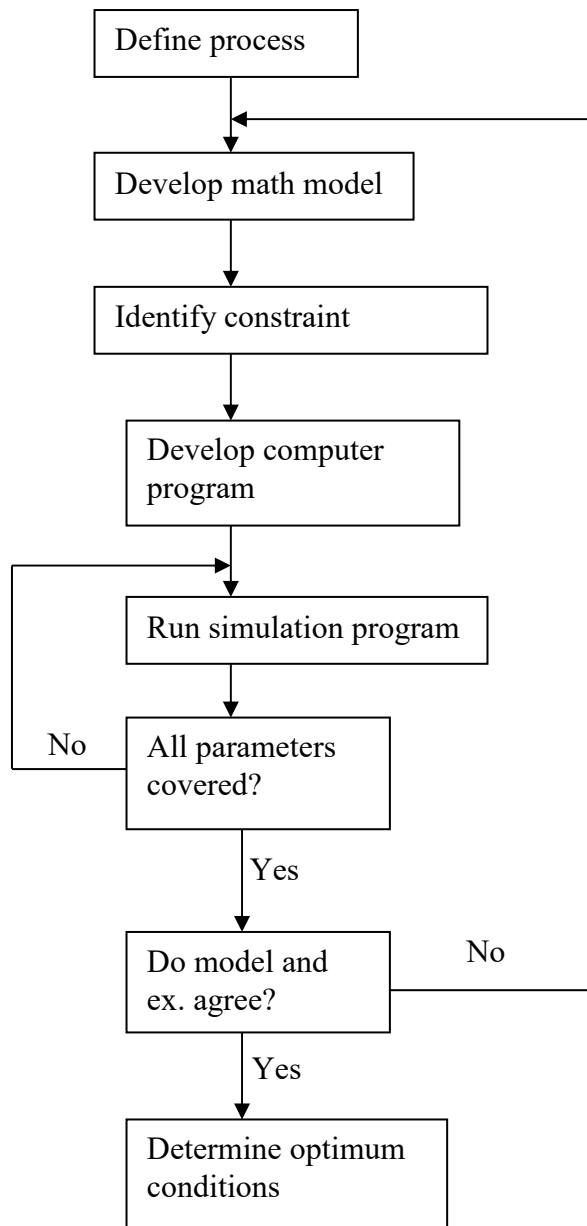 Define process
Develop math model
Identify constraint
Develop computer
program
Run simulation program
No
All parameters
covered?
Yes
Do model and
ex. agree?
No
Yes
Determine optimum
conditions